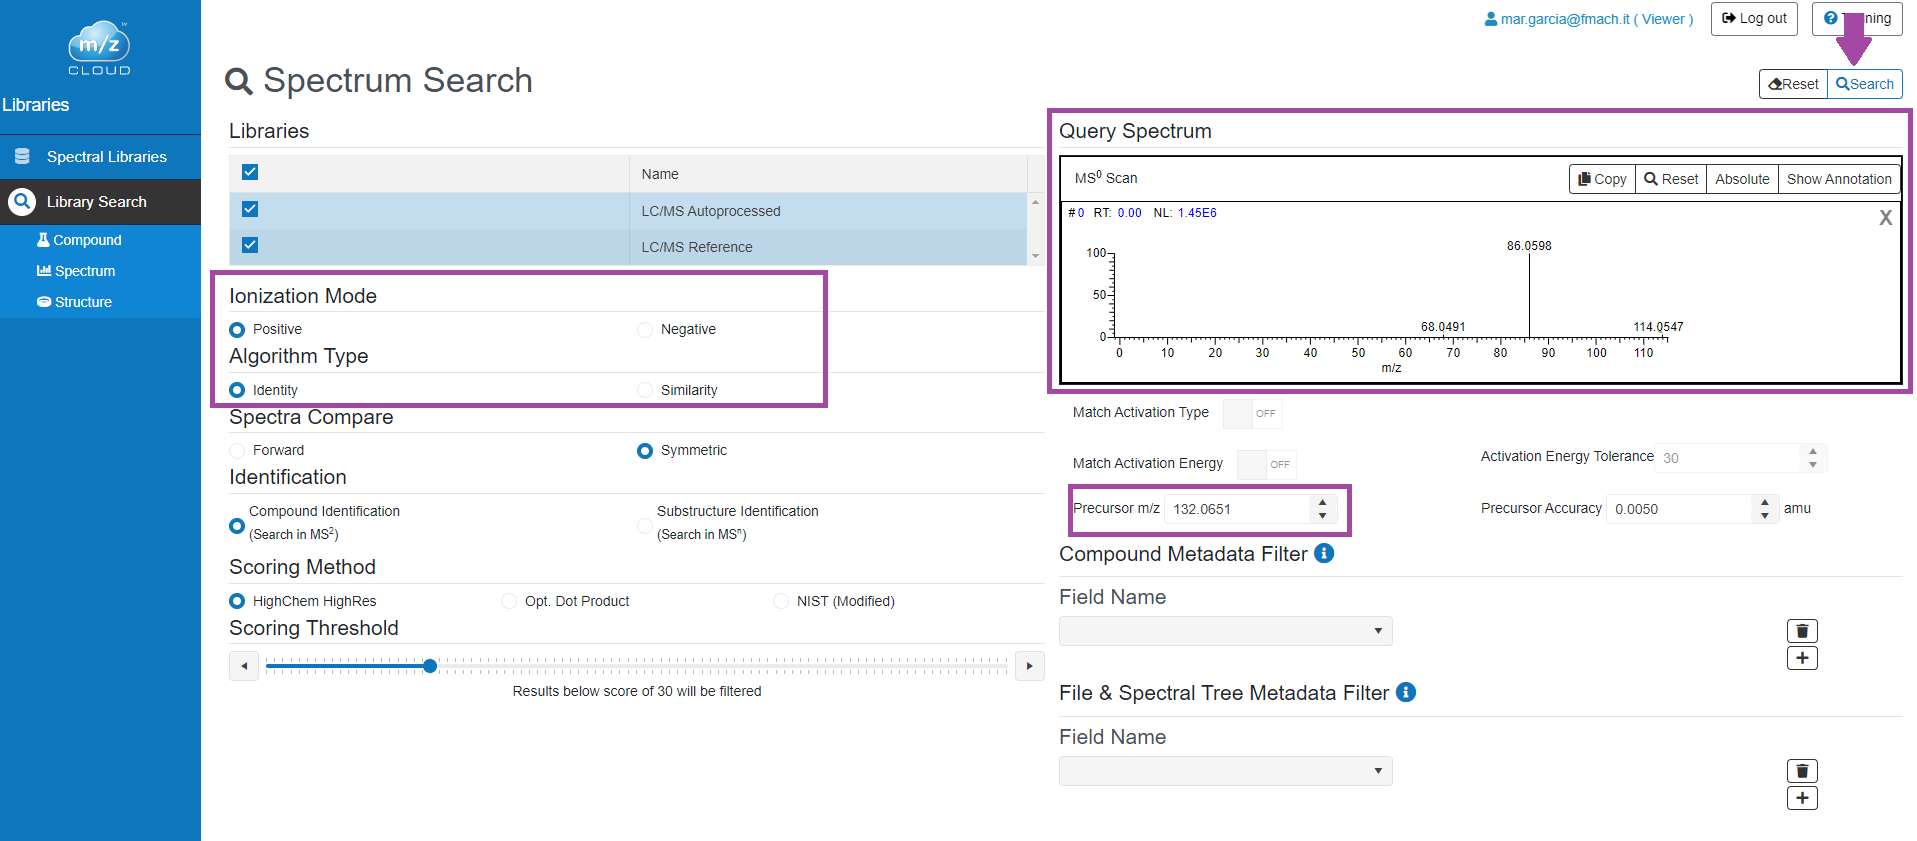 m/z
CLOUD
™
Libraries
Spectral Libraries
Library Search
Compound
Spectrum
Structure
mar.garcia@fmach.it ( Viewer )
Log out
Spectrum Search
Reset
Search
Libraries
Name
LC/MS Autoprocessed
LC/MS Reference
Ionization Mode
Positive
Negative
Algorithm Type
Identity
Similarity
Spectra Compare
Forward
Symmetric
Identification
Compound Identification
(Search in MS²)
Substructure Identification
(Search in MSⁿ)
Scoring Method
HighChem HighRes
Opt. Dot Product
NIST (Modified)
Scoring Threshold
Results below score of 30 will be filtered
Query Spectrum
MS⁰ Scan
Copy
Reset
Absolute
Show Annotation
#0 RT: 0.00 NL: 1.45E6
X
86.0598
100
50
68.0491
114.0547
0
0 10 20 30 40 50 60 70 80 90 100 110
m/z
Match Activation Type
OFF
Match Activation Energy
OFF
Activation Energy Tolerance 30
Precursor m/z 132.0651
Precursor Accuracy 0.0050 amu
Compound Metadata Filter
Field Name
File & Spectral Tree Metadata Filter
Field Name